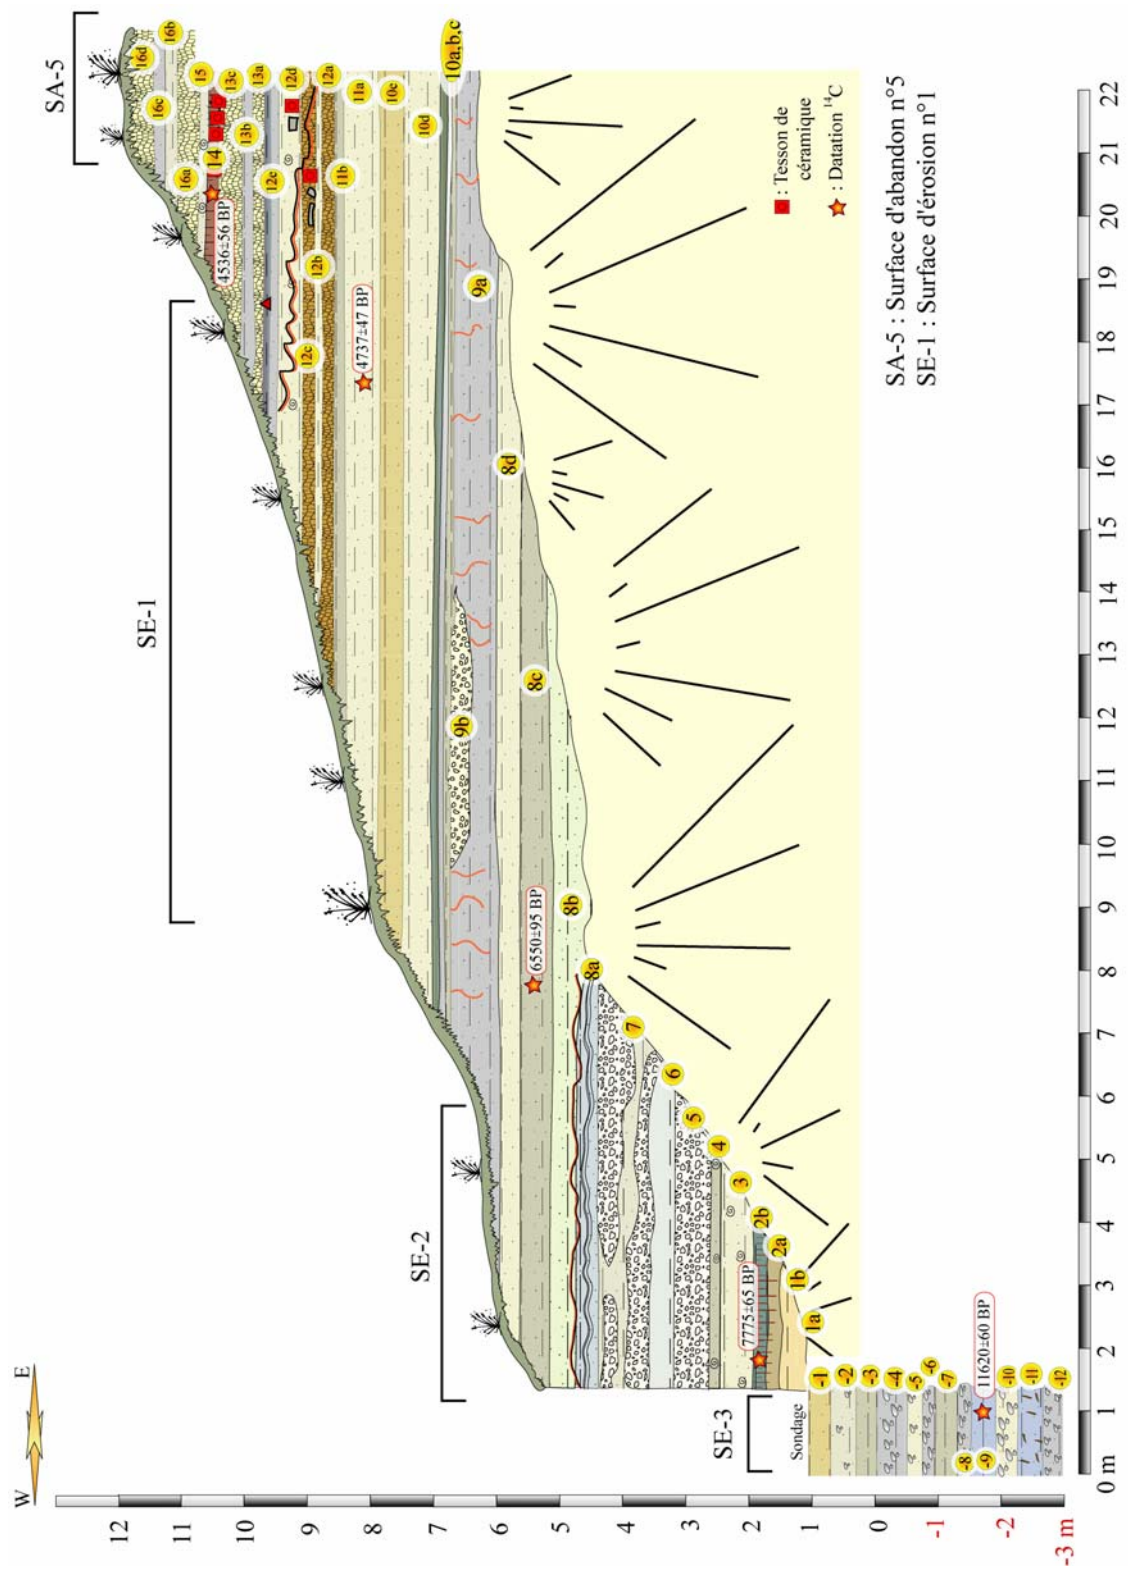 W
E
SA-5
SE-1
SE-2
SE-3
Sondage
16d
16b
16c
15
13c
13a
12d
12a
11a
10e
10d
10a,b,c
16a
14
13b
12e
11b
4536±56 BP
12b
12c
4737±47 BP
9a
8d
8c
9b
6550±95 BP
8b
8a
7
6
5
4
3
2b
2a
1b
1a
7775±65 BP
11620±60 BP
-1
-2
-3
-4
-5
-6
-7
-8
-9
-10
-11
-12
: Tesson de
céramique
: Datation ¹⁴C
SA-5 : Surface d'abandon n°5
SE-1 : Surface d'érosion n°1
12
11
10
9
8
7
6
5
4
3
2
1
0
-1
-2
-3 m
0 m
1
2
3
4
5
6
7
8
9
10
11
12
13
14
15
16
17
18
19
20
21
22